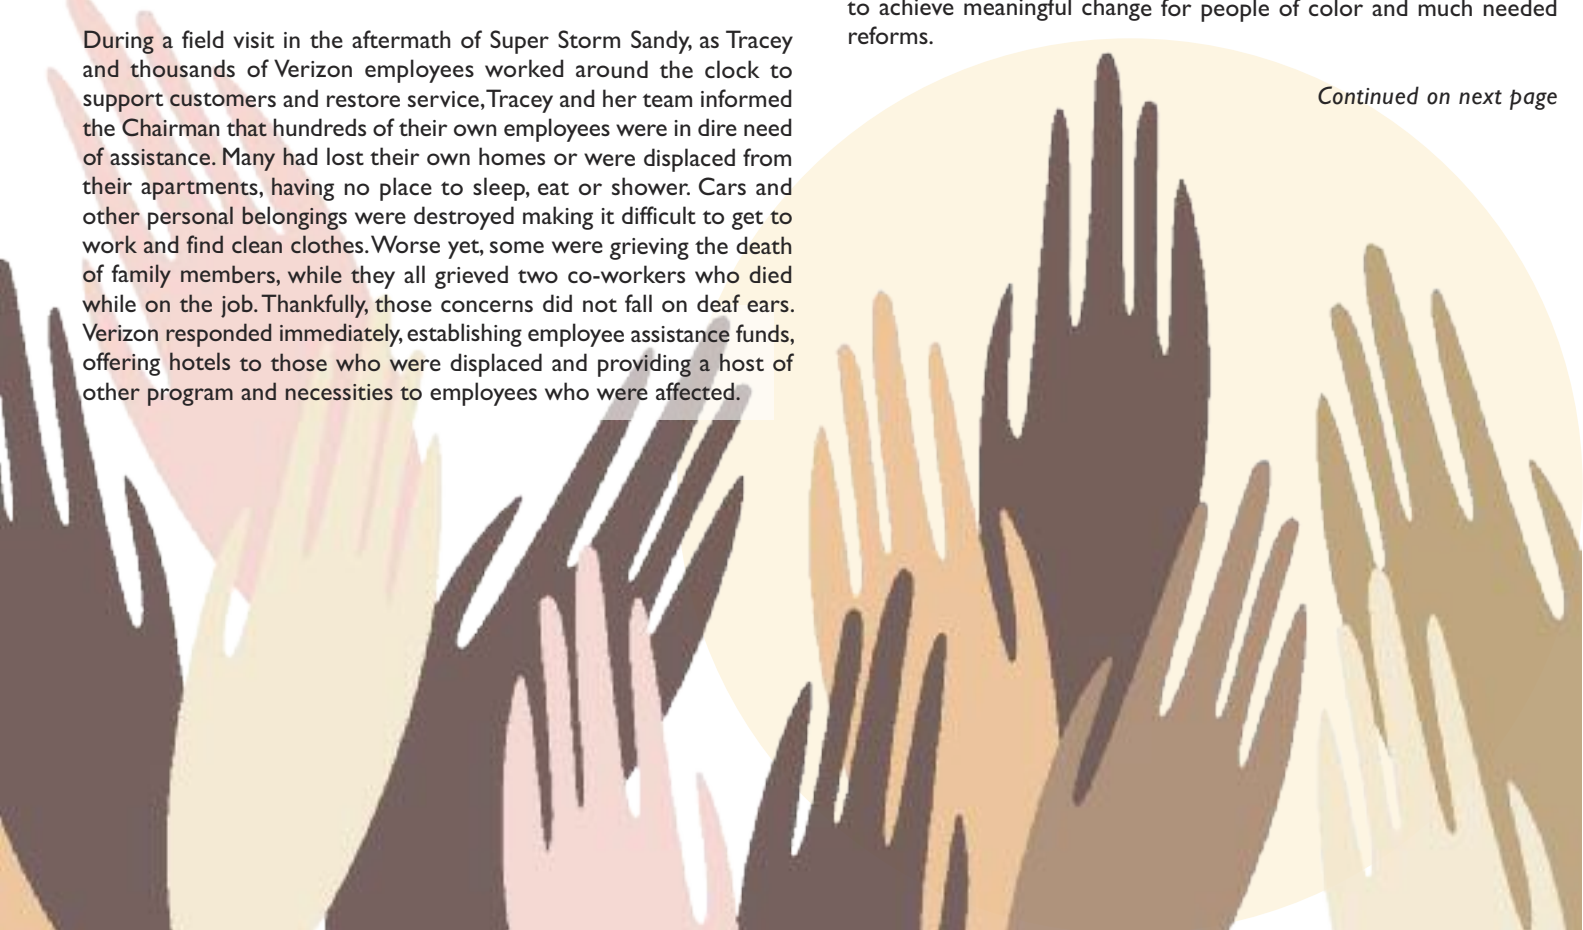 During a field visit in the aftermath of Super Storm Sandy, as Tracey
and thousands of Verizon employees worked around the clock to
support customers and restore service, Tracey and her team informed
the Chairman that hundreds of their own employees were in dire need
of assistance. Many had lost their own homes or were displaced from
their apartments, having no place to sleep, eat or shower. Cars and
other personal belongings were destroyed making it difficult to get to
work and find clean clothes. Worse yet, some were grieving the death
of family members, while they all grieved two co-workers who died
while on the job. Thankfully, those concerns did not fall on deaf ears.
Verizon responded immediately, establishing employee assistance funds,
offering hotels to those who were displaced and providing a host of
other program and necessities to employees who were affected.
to achieve meaningful change for people of color and much needed
reforms.
Continued on next page